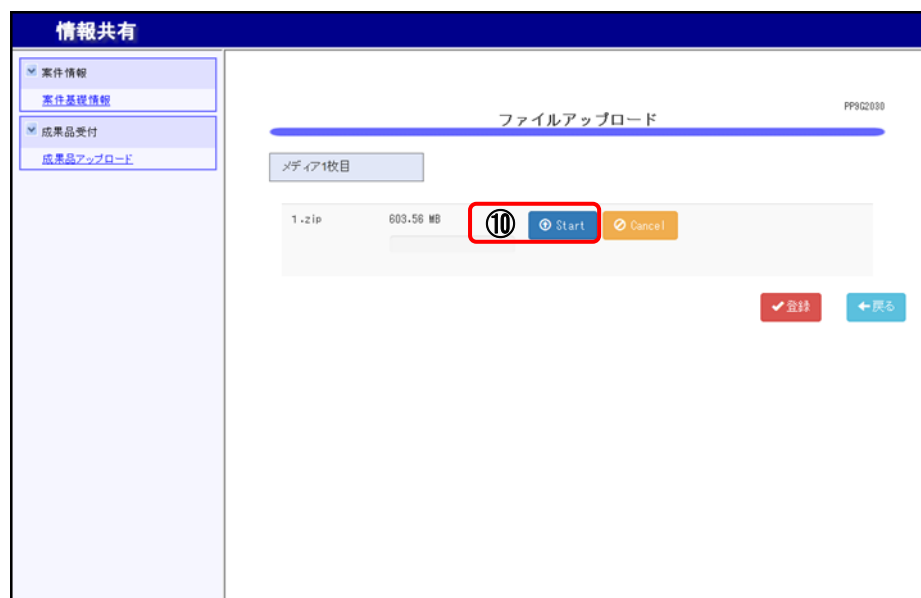 情報共有
案件情報
案件基礎情報
成果品受付
成果品アップロード
PPSG2030
ファイルアップロード
メディア1枚目
1.zip 603.56 MB ⑩ Start Cancel
登録 戻る